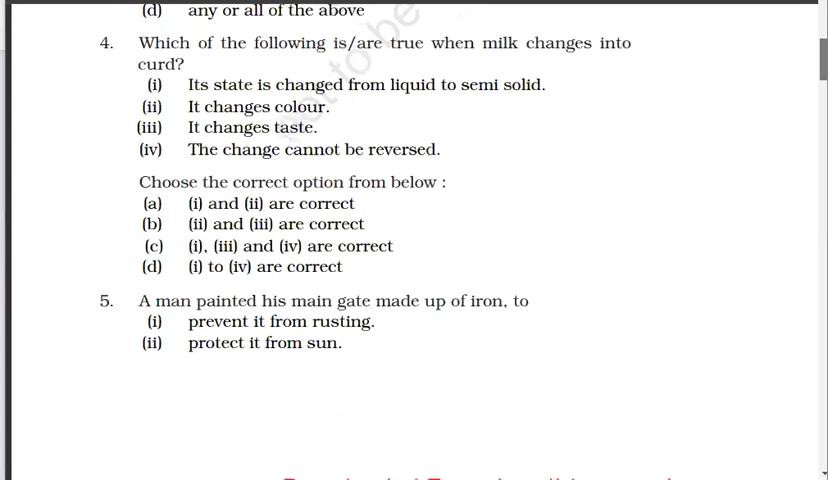 (d) any or all of the above
4. Which of the following is/are true when milk changes into
curd?
(i) Its state is changed from liquid to semi solid.
(ii) It changes colour.
(iii) It changes taste.
(iv) The change cannot be reversed.
Choose the correct option from below :
(a) (i) and (ii) are correct
(b) (ii) and (iii) are correct
(c) (i), (iii) and (iv) are correct
(d) (i) to (iv) are correct
5. A man painted his main gate made up of iron, to
(i) prevent it from rusting.
(ii) protect it from sun.
not to be